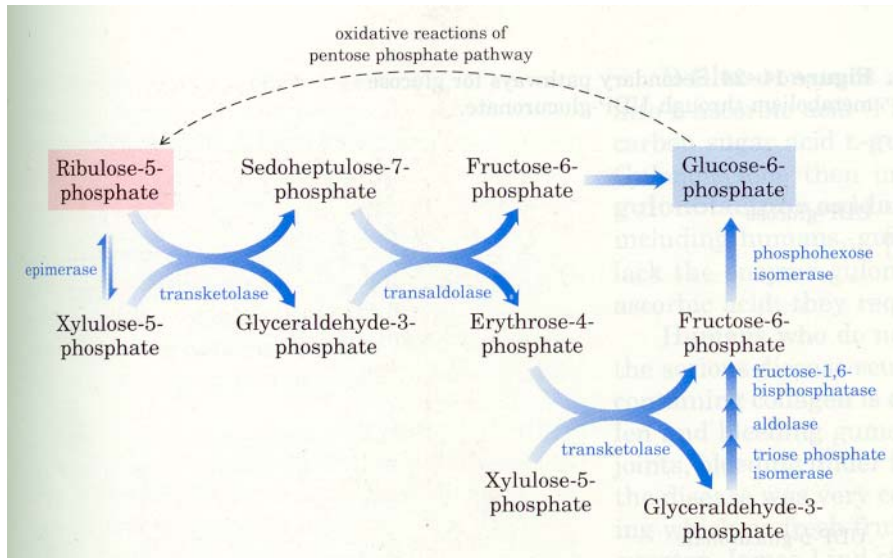 oxidative reactions of
pentose phosphate pathway
Ribulose-5-
phosphate
Sedoheptulose-7-
phosphate
Fructose-6-
phosphate
Glucose-6-
phosphate
epimerase
transketolase
transaldolase
phosphohexose
isomerase
Xylulose-5-
phosphate
Glyceraldehyde-3-
phosphate
Erythrose-4-
phosphate
Fructose-6-
phosphate
fructose-1,6-
bisphosphatase
aldolase
triose phosphate
isomerase
transketolase
Xylulose-5-
phosphate
Glyceraldehyde-3-
phosphate